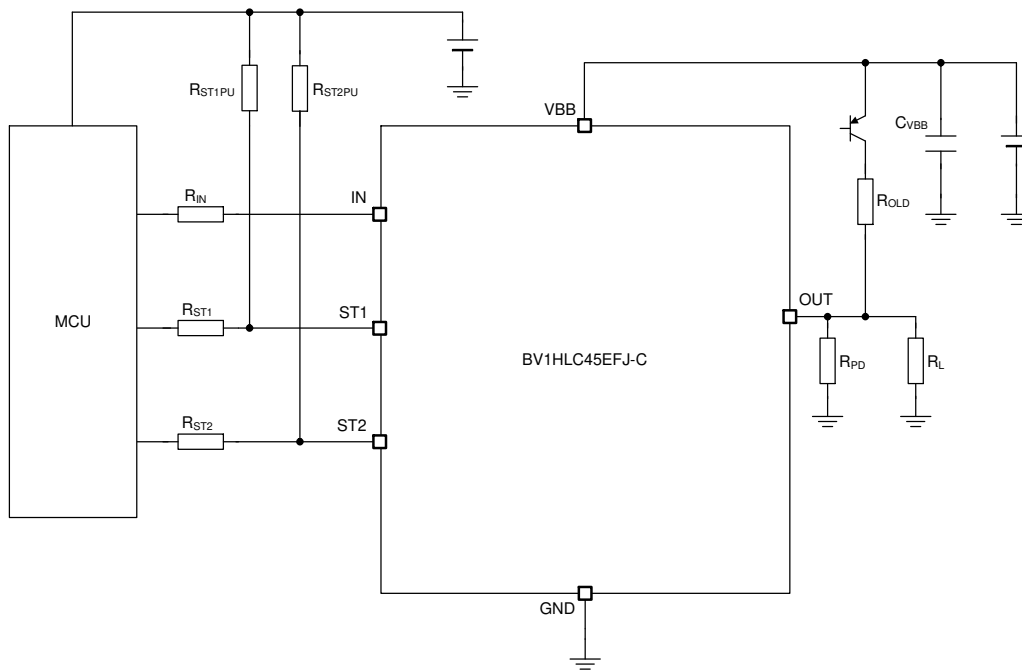 RST1PU
RST2PU
VBB
CVBB
RIN
IN
ROLD
RST1
ST1
OUT
MCU
BV1HLC45EFJ-C
RPD
RL
RST2
ST2
GND